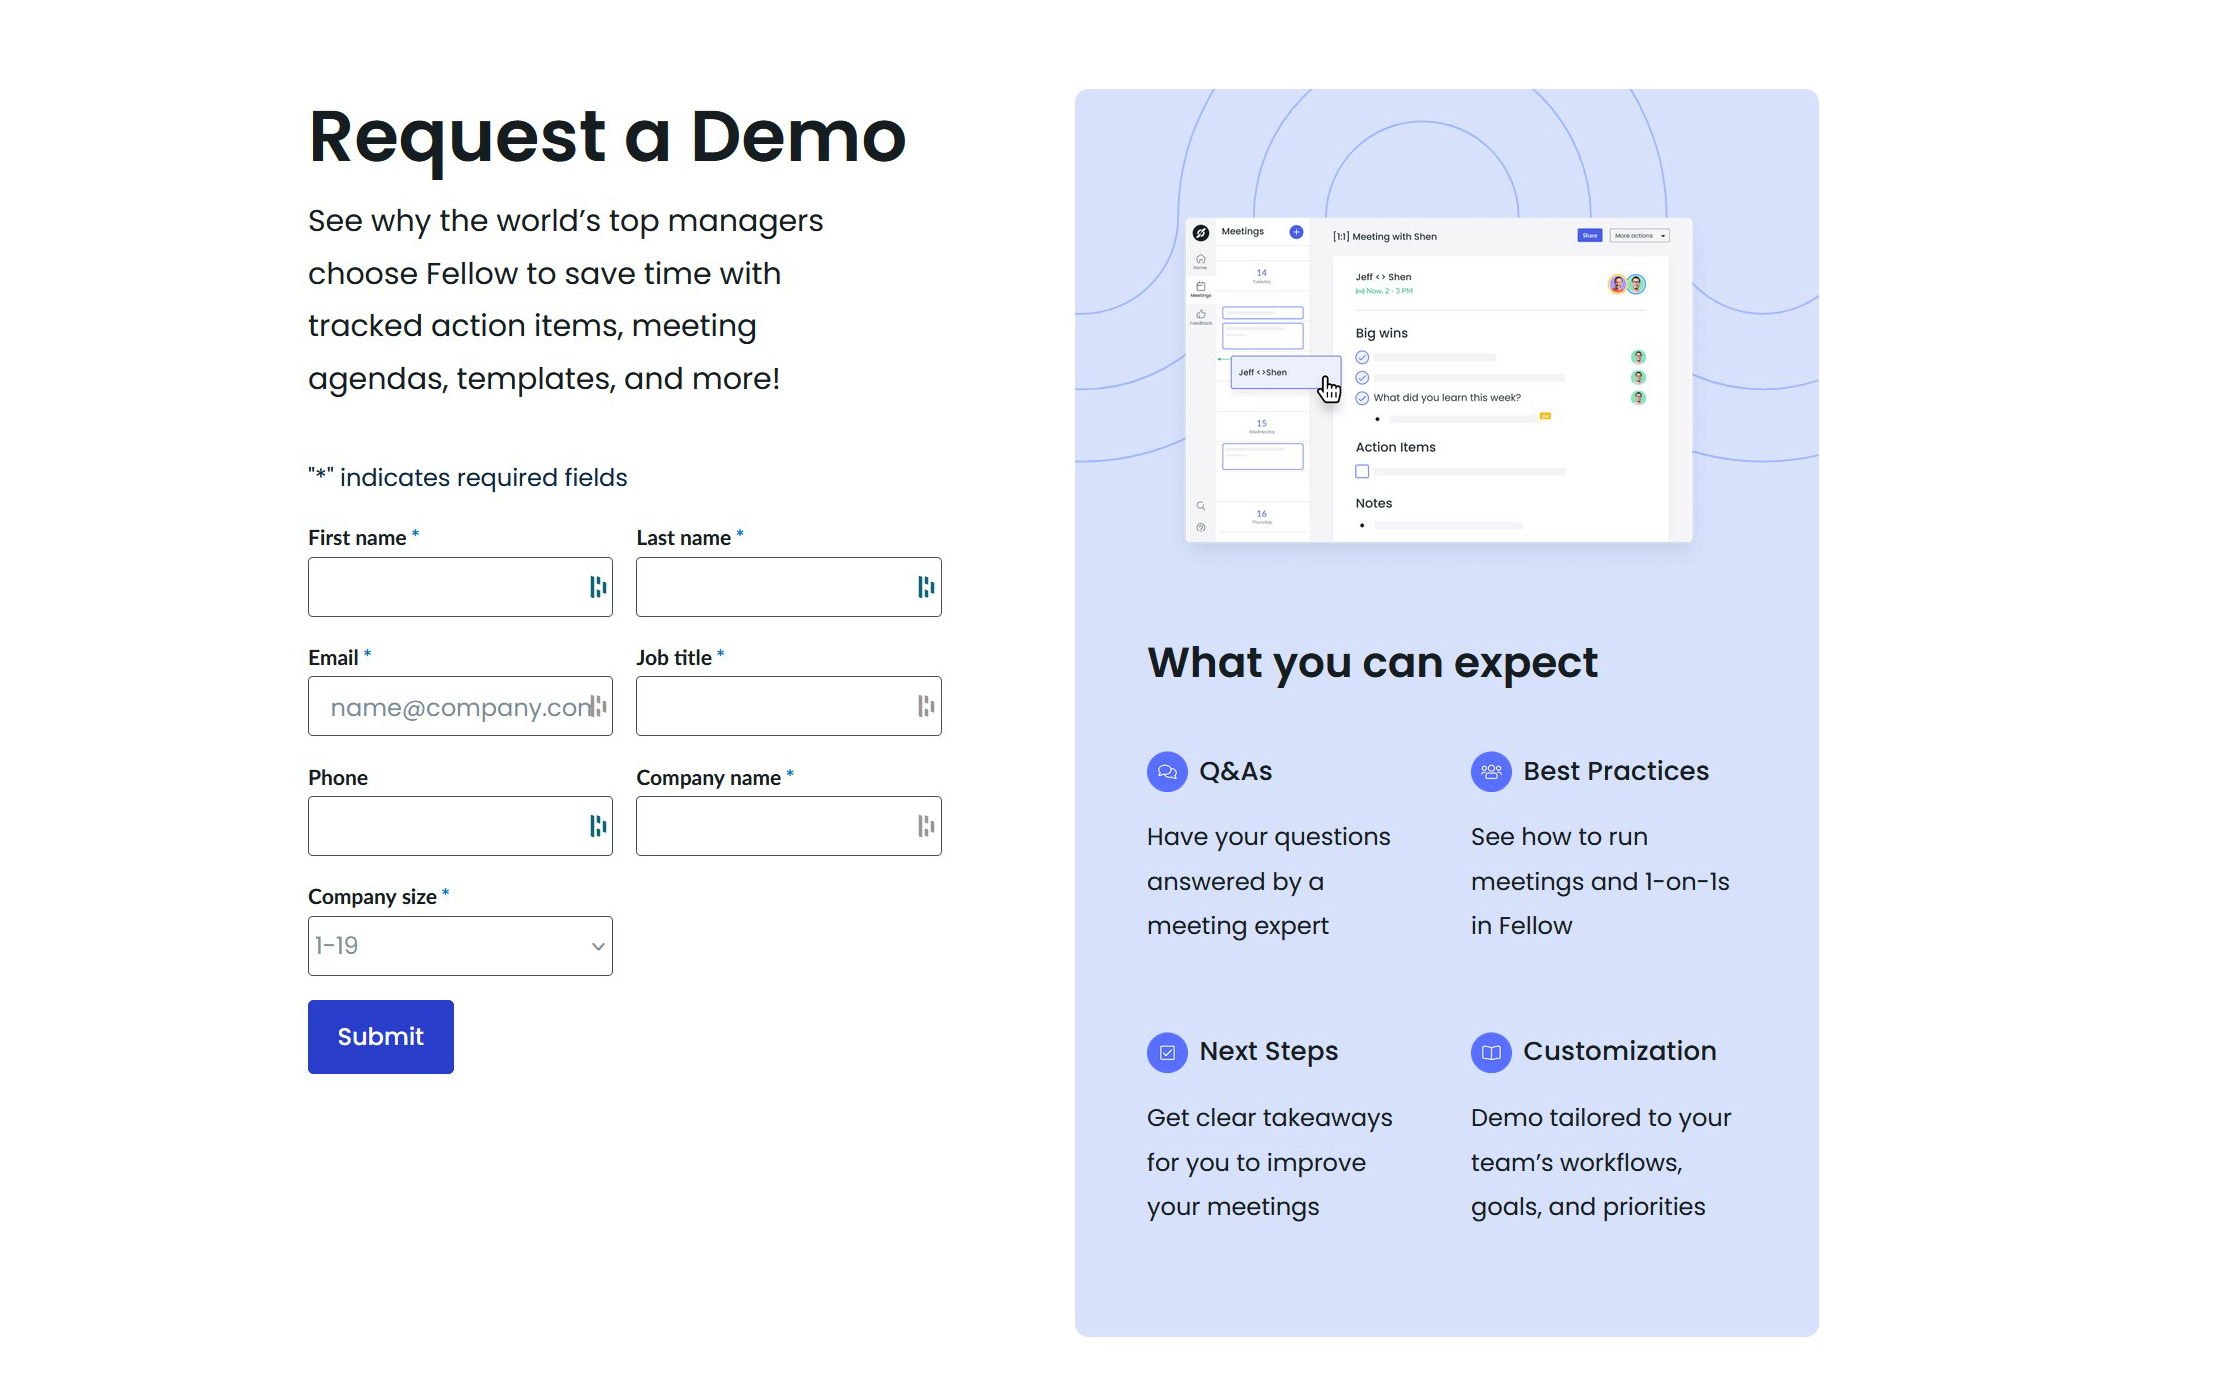 Request a Demo
See why the world’s top managers
choose Fellow to save time with
tracked action items, meeting
agendas, templates, and more!
"*" indicates required fields
First name *
Last name *
Email *
name@company.com
Job title *
Phone
Company name *
Company size *
1-19
Submit
Meetings
Home
Meetings
Feedback
14
Tuesday
Jeff <>Shen
15
Wednesday
16
Thursday
[1:1] Meeting with Shen
Share
More actions
Jeff <> Shen
Now, 2 - 3 PM
Big wins
What did you learn this week?
Action Items
Notes
What you can expect
Q&As
Have your questions
answered by a
meeting expert
Best Practices
See how to run
meetings and 1-on-1s
in Fellow
Next Steps
Get clear takeaways
for you to improve
your meetings
Customization
Demo tailored to your
team’s workflows,
goals, and priorities